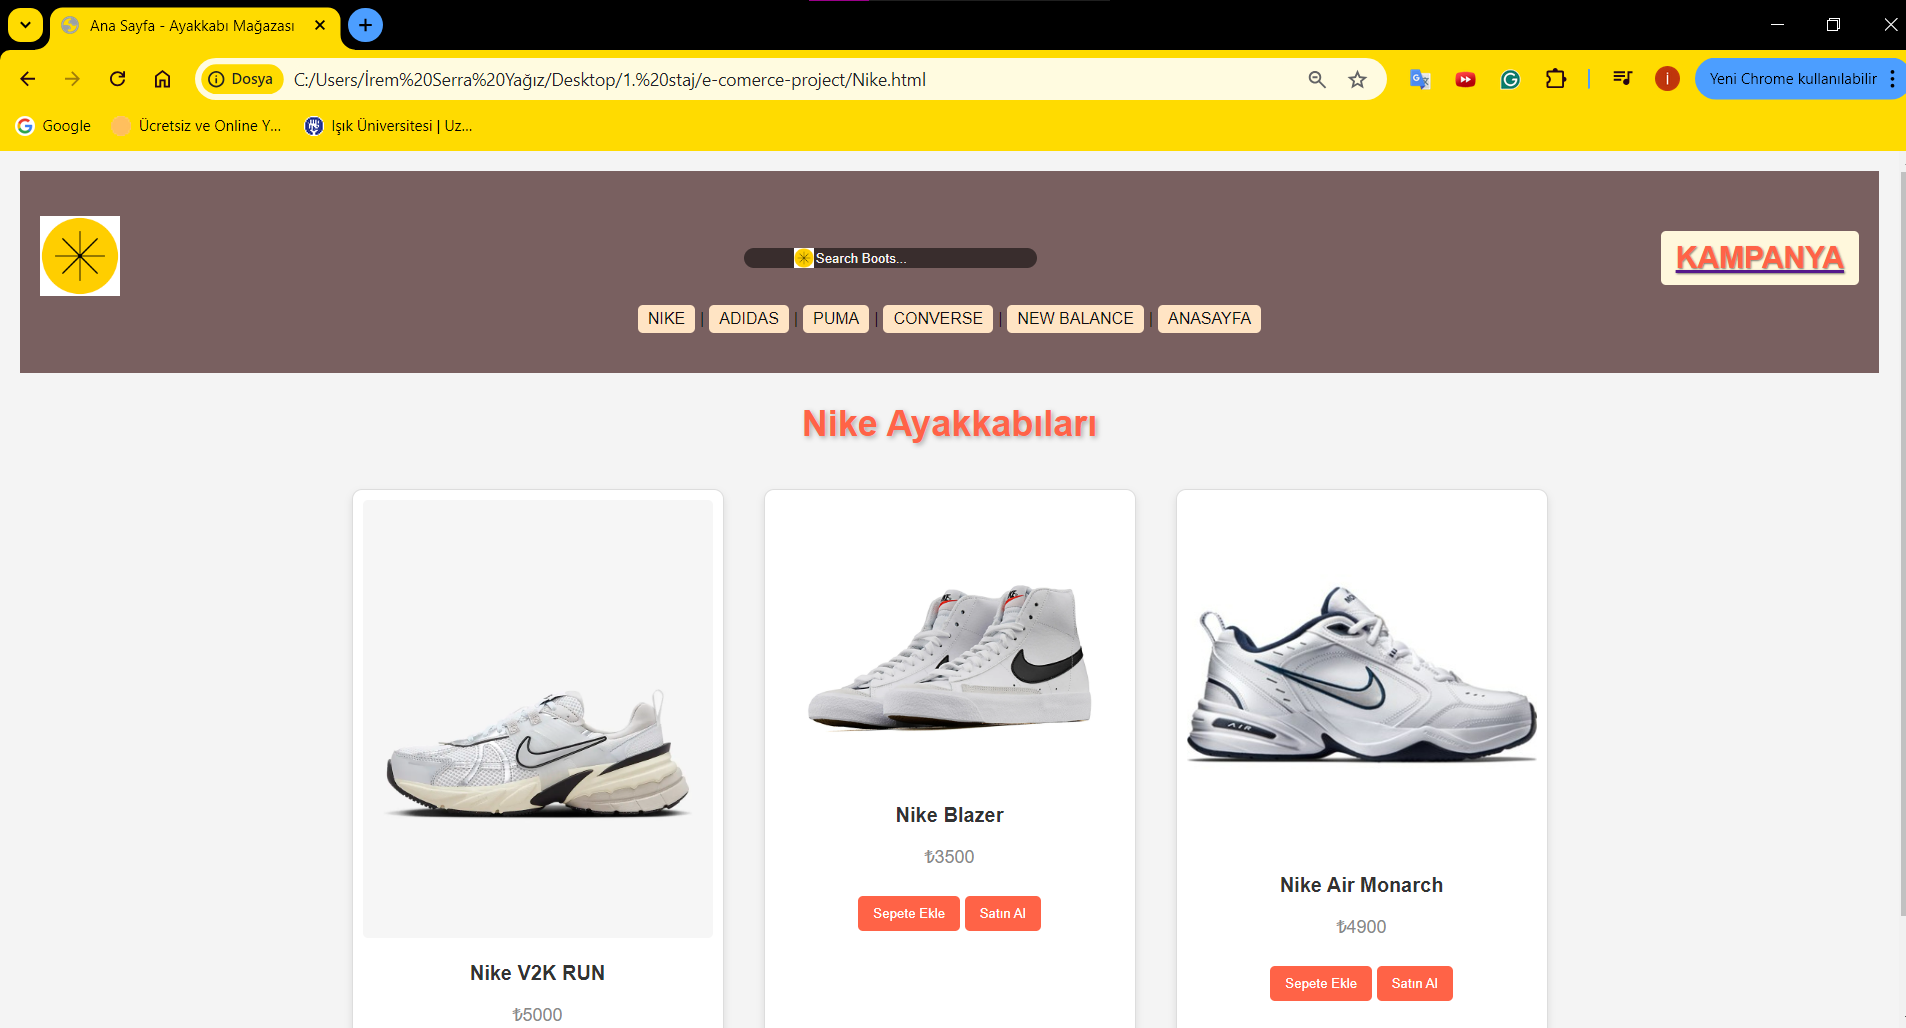 Ana Sayfa - Ayakkabı Mağazası
Dosya C:/Users/İrem%20Serra%20Yağız/Desktop/1.%20staj/e-comerce-project/Nike.html İ Yeni Chrome kullanılabilir
Google Ücretsiz ve Online Y... Işık Üniversitesi | Uz...
Search Boots...
KAMPANYA
NIKE | ADIDAS | PUMA | CONVERSE | NEW BALANCE | ANASAYFA
Nike Ayakkabıları
Nike V2K RUN
₺5000
Nike Blazer
₺3500
Sepete Ekle Satın Al
AIR
Nike Air Monarch
₺4900
Sepete Ekle Satın Al